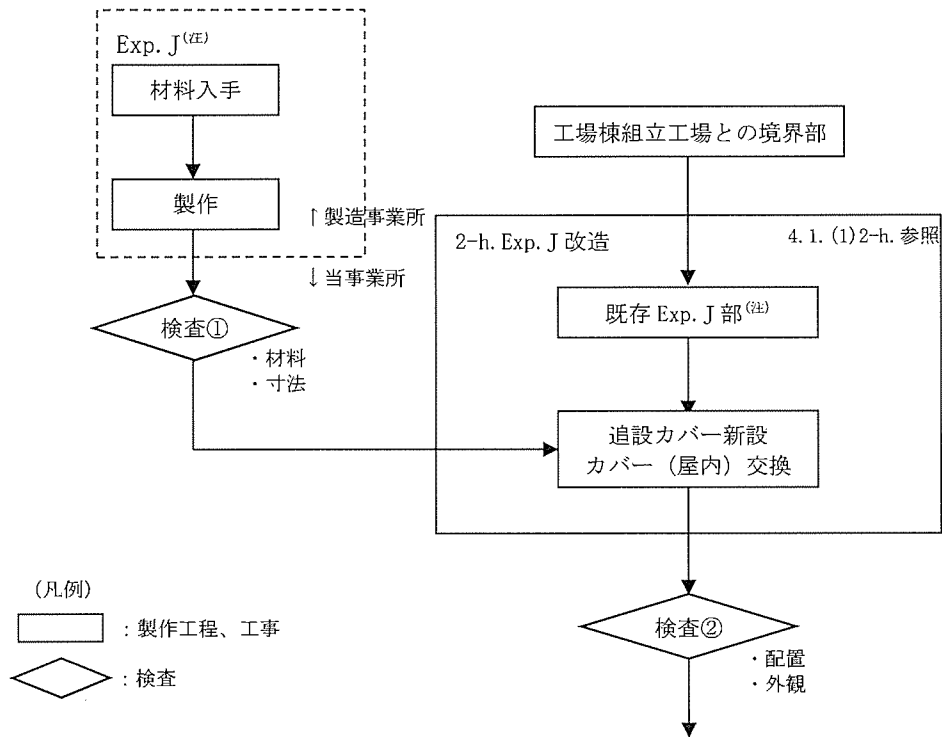 Exp. J(注)
材料入手
製作
↑製造事業所
↓当事業所
検査①
・材料
・寸法
工場棟組立工場との境界部
2-h. Exp. J 改造
4. 1. (1) 2-h. 参照
既存 Exp. J 部(注)
追設カバー新設
カバー（屋内）交換
検査②
・配置
・外観
(凡例)
：製作工程、工事
：検査